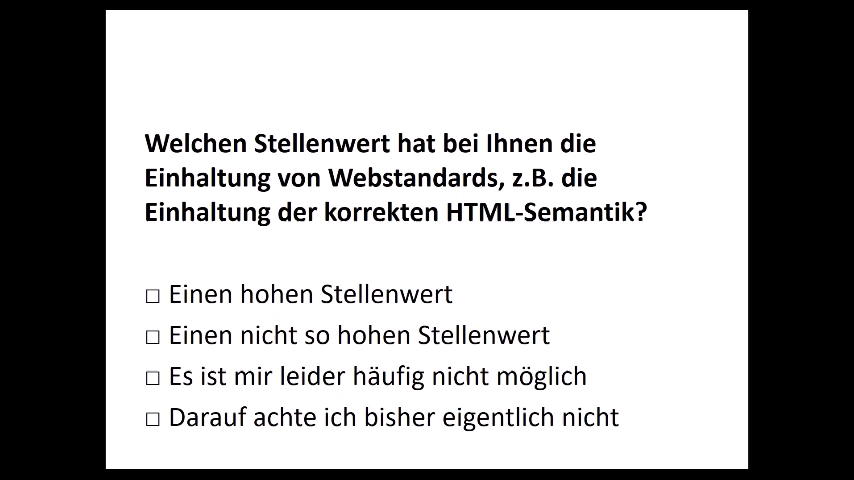 Welchen Stellenwert hat bei Ihnen die
Einhaltung von Webstandards, z.B. die
Einhaltung der korrekten HTML-Semantik?
□ Einen hohen Stellenwert
□ Einen nicht so hohen Stellenwert
□ Es ist mir leider häufig nicht möglich
□ Darauf achte ich bisher eigentlich nicht